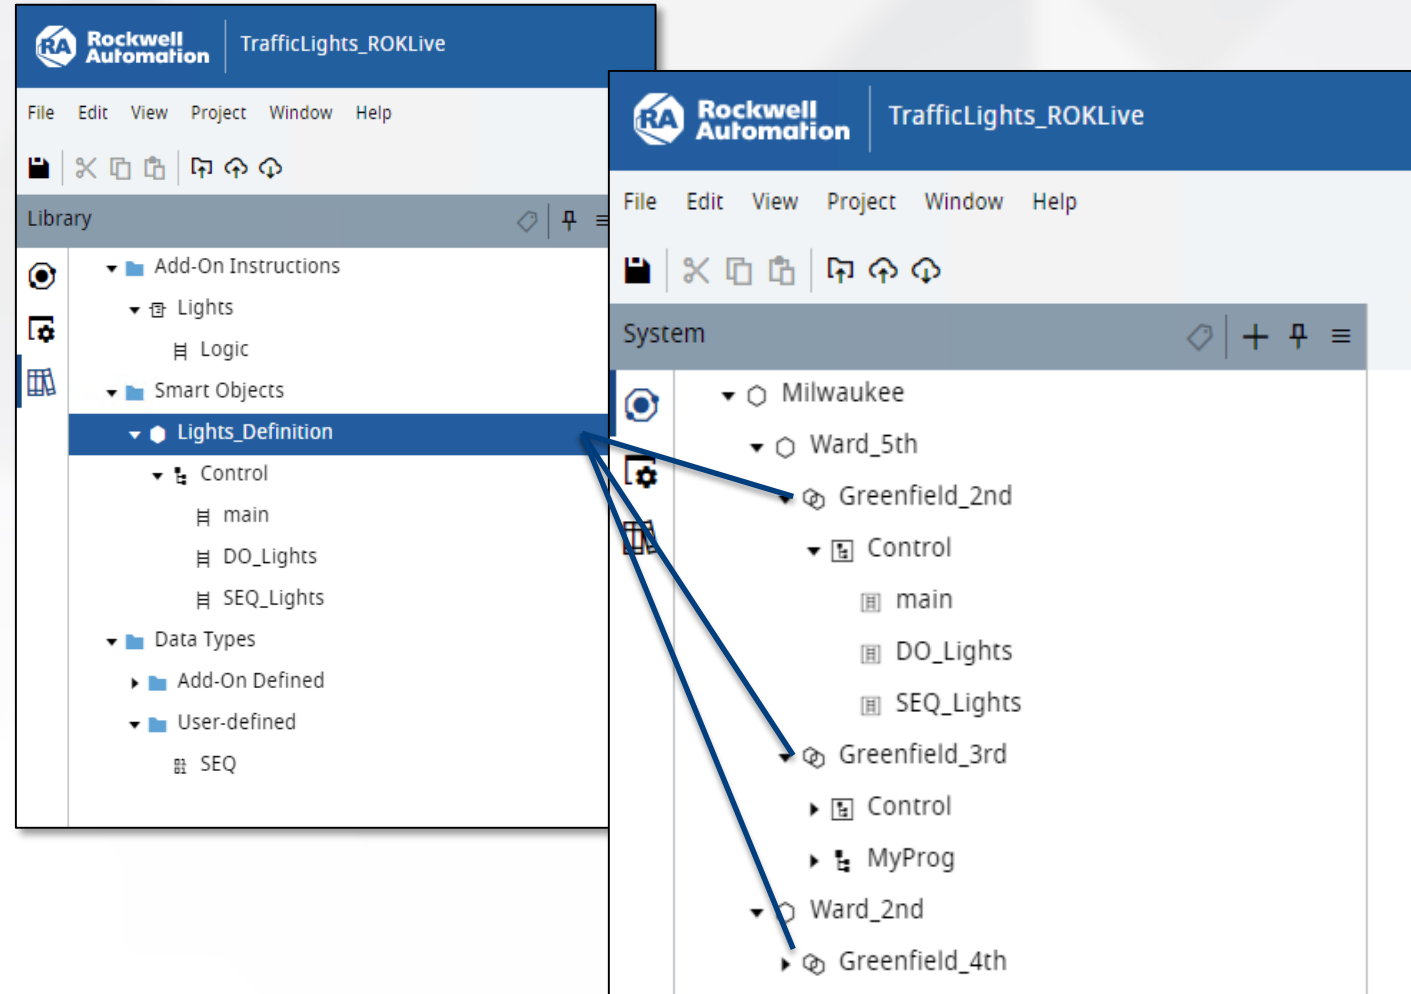 Rockwell Automation
TrafficLights_ROKLive
File Edit View Project Window Help
Library
Add-On Instructions
Lights
Logic
Smart Objects
Lights_Definition
Control
main
DO_Lights
SEQ_Lights
Data Types
Add-On Defined
User-defined
SEQ
Rockwell Automation
TrafficLights_ROKLive
File Edit View Project Window Help
System
Milwaukee
Ward_5th
Greenfield_2nd
Control
main
DO_Lights
SEQ_Lights
Greenfield_3rd
Control
MyProg
Ward_2nd
Greenfield_4th